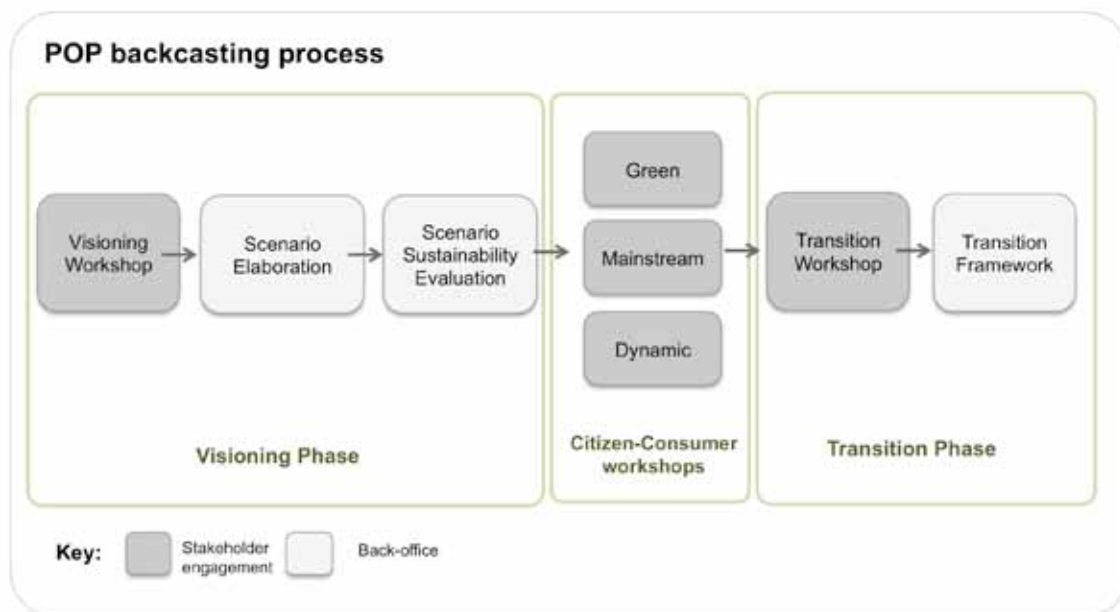 POP backcasting process
Visioning
Workshop
Scenario
Elaboration
Scenario
Sustainability
Evaluation
Green
Mainstream
Dynamic
Transition
Workshop
Transition
Framework
Visioning Phase
Citizen-Consumer
workshops
Transition Phase
Key:
Stakeholder
engagement
Back-office